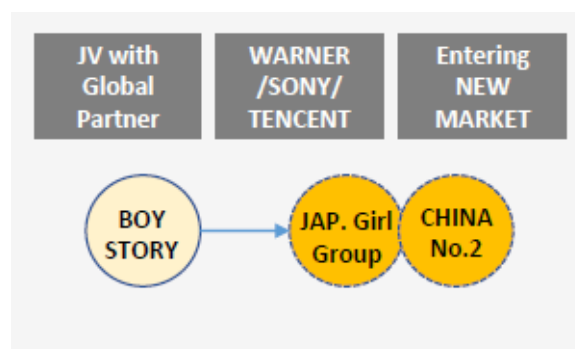 JV with
Global
Partner
WARNER
/SONY/
TENCENT
Entering
NEW
MARKET
BOY
STORY
JAP. Girl
Group
CHINA
No.2